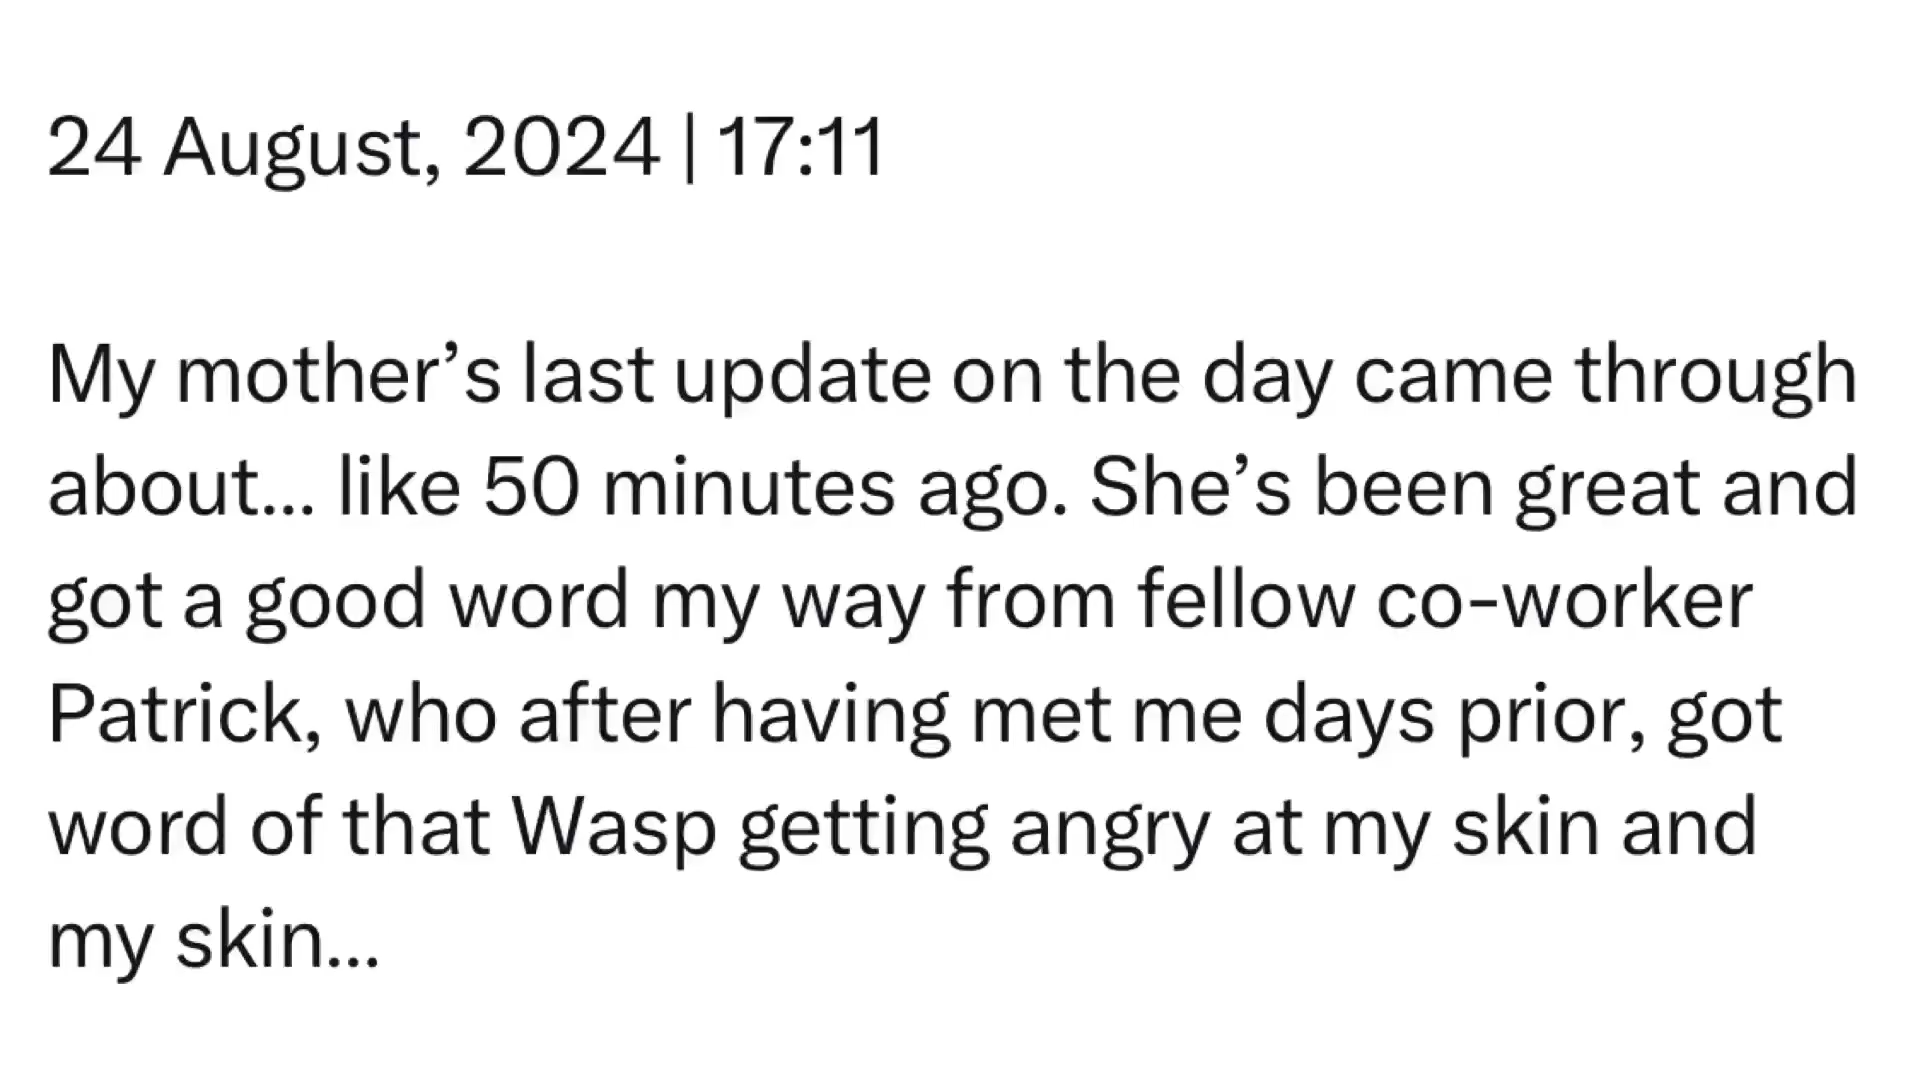 24 August, 2024 | 17:11
My mother’s last update on the day came through
about... like 50 minutes ago. She’s been great and
got a good word my way from fellow co-worker
Patrick, who after having met me days prior, got
word of that Wasp getting angry at my skin and
my skin...